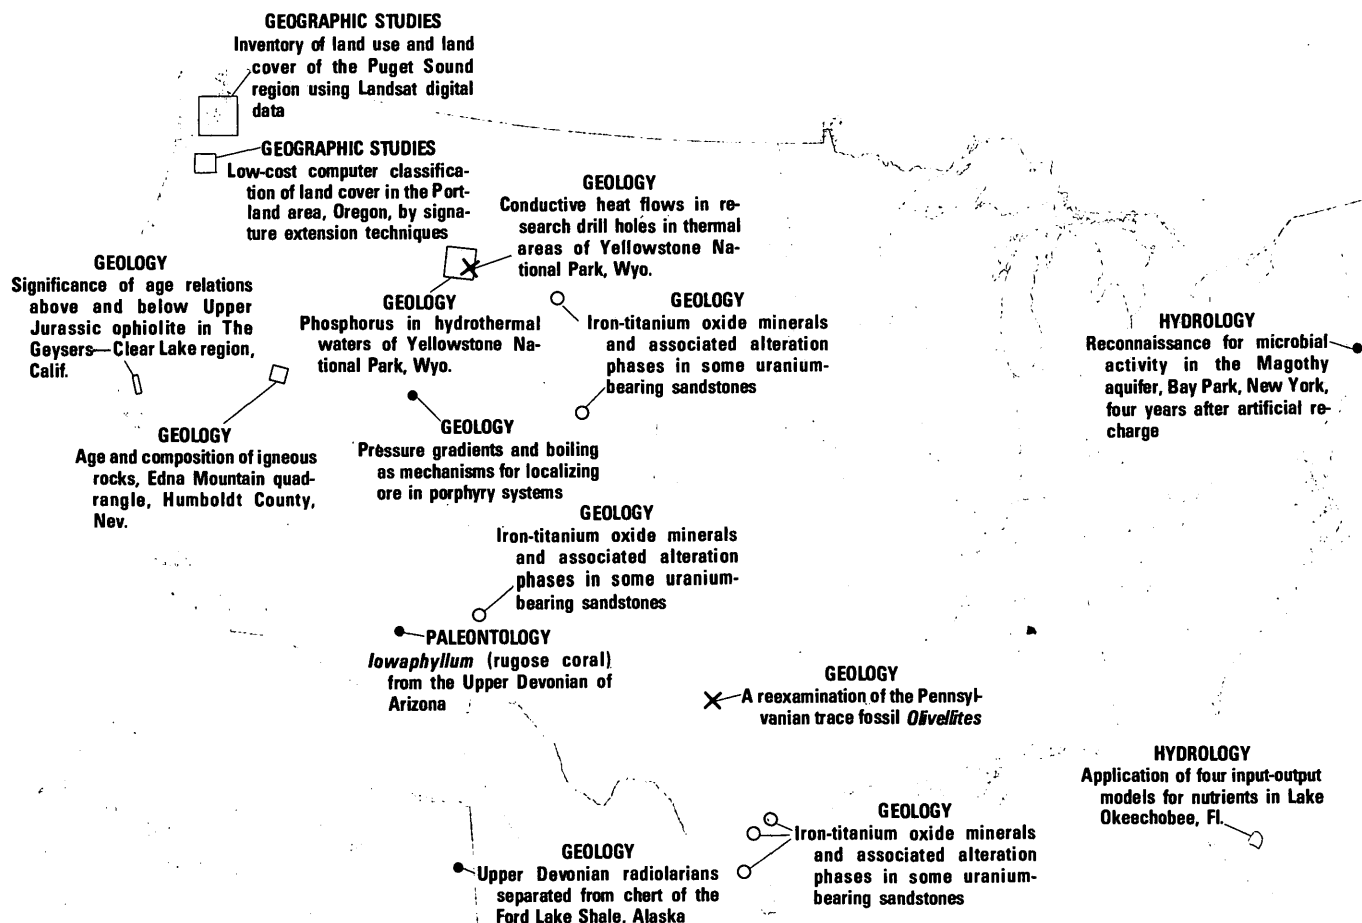 GEOGRAPHIC STUDIES
Inventory of land use and land
cover of the Puget Sound
region using Landsat digital
data
GEOGRAPHIC STUDIES
Low-cost computer classifica-
tion of land cover in the Port-
land area, Oregon, by signa-
ture extension techniques
GEOLOGY
Conductive heat flows in re-
search drill holes in thermal
areas of Yellowstone Na-
tional Park, Wyo.
GEOLOGY
Significance of age relations
above and below Upper
Jurassic ophiolite in The
Geysers—Clear Lake region,
Calif.
GEOLOGY
Phosphorus in hydrothermal
waters of Yellowstone Na-
tional Park, Wyo.
GEOLOGY
Iron-titanium oxide minerals
and associated alteration
phases in some uranium-
bearing sandstones
HYDROLOGY
Reconnaissance for microbial
activity in the Magothy
aquifer, Bay Park, New York,
four years after artificial re-
charge
GEOLOGY
Age and composition of igneous
rocks, Edna Mountain quad-
rangle, Humboldt County,
Nev.
GEOLOGY
Pressure gradients and boiling
as mechanisms for localizing
ore in porphyry systems
GEOLOGY
Iron-titanium oxide minerals
and associated alteration
phases in some uranium-
bearing sandstones
PALEONTOLOGY
Iowaphyllum (rugose coral)
from the Upper Devonian of
Arizona
GEOLOGY
A reexamination of the Pennsyl-
vanian trace fossil Olivellites
HYDROLOGY
Application of four input-output
models for nutrients in Lake
Okeechobee, Fl.
GEOLOGY
Iron-titanium oxide minerals
and associated alteration
phases in some uranium-
bearing sandstones
GEOLOGY
Upper Devonian radiolarians
separated from chert of the
Ford Lake Shale, Alaska